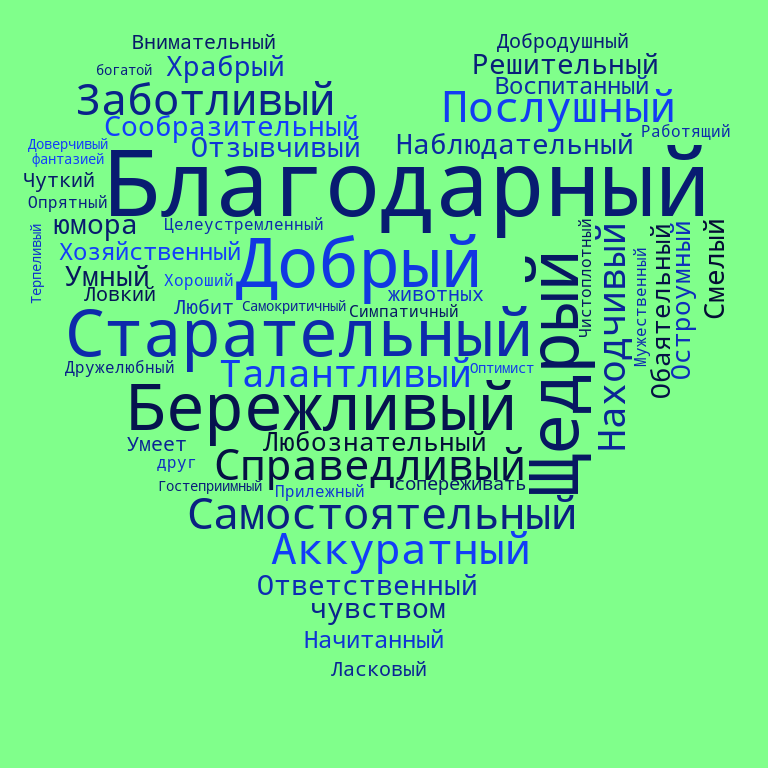 Внимательный
Добродушный
богатой
Храбрый
Решительный
Заботливый
Воспитанный
Послушный
Сообразительный
Работящий
Доверчивый
Отзывчивый
Наблюдательный
фантазией
Чуткий
Благодарный
Опрятный
юмора
Целеустремленный
Терпеливый
Хозяйственный
Добрый
Чистоплотный
Находчивый
Мужественный
Обаятельный
Остроумный
Смелый
Умный
Хороший
Ловкий
животных
Любит
Самокритичный
Симпатичный
Щедрый
Старательный
Дружелюбный
Талантливый
Оптимист
Бережливый
Умеет
Любознательный
друг
Справедливый
Гостеприимный
Прилежный
сопереживать
Самостоятельный
Аккуратный
Ответственный
чувством
Начитанный
Ласковый